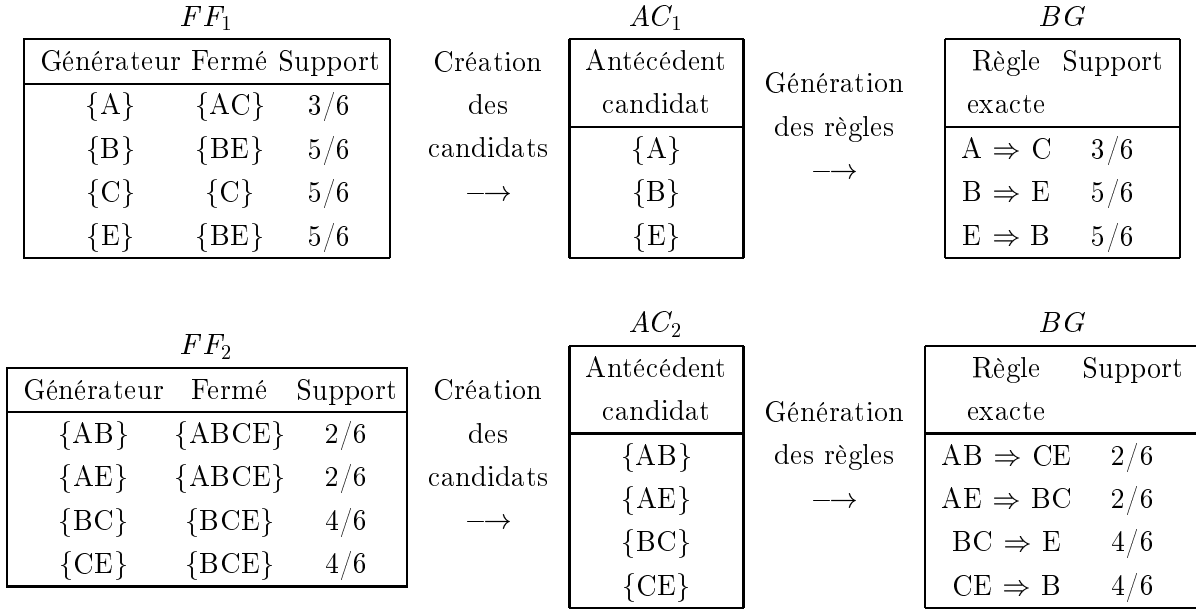 FF1
Générateur Fermé Support
{A} {AC} 3/6
{B} {BE} 5/6
{C} {C} 5/6
{E} {BE} 5/6
Création
des
candidats
⟶
AC1
Antécédent
candidat
{A}
{B}
{E}
Génération
des règles
⟶
BG
Règle Support
exacte
A ⇒ C 3/6
B ⇒ E 5/6
E ⇒ B 5/6
FF2
Générateur Fermé Support
{AB} {ABCE} 2/6
{AE} {ABCE} 2/6
{BC} {BCE} 4/6
{CE} {BCE} 4/6
Création
des
candidats
⟶
AC2
Antécédent
candidat
{AB}
{AE}
{BC}
{CE}
Génération
des règles
⟶
BG
Règle Support
exacte
AB ⇒ CE 2/6
AE ⇒ BC 2/6
BC ⇒ E 4/6
CE ⇒ B 4/6